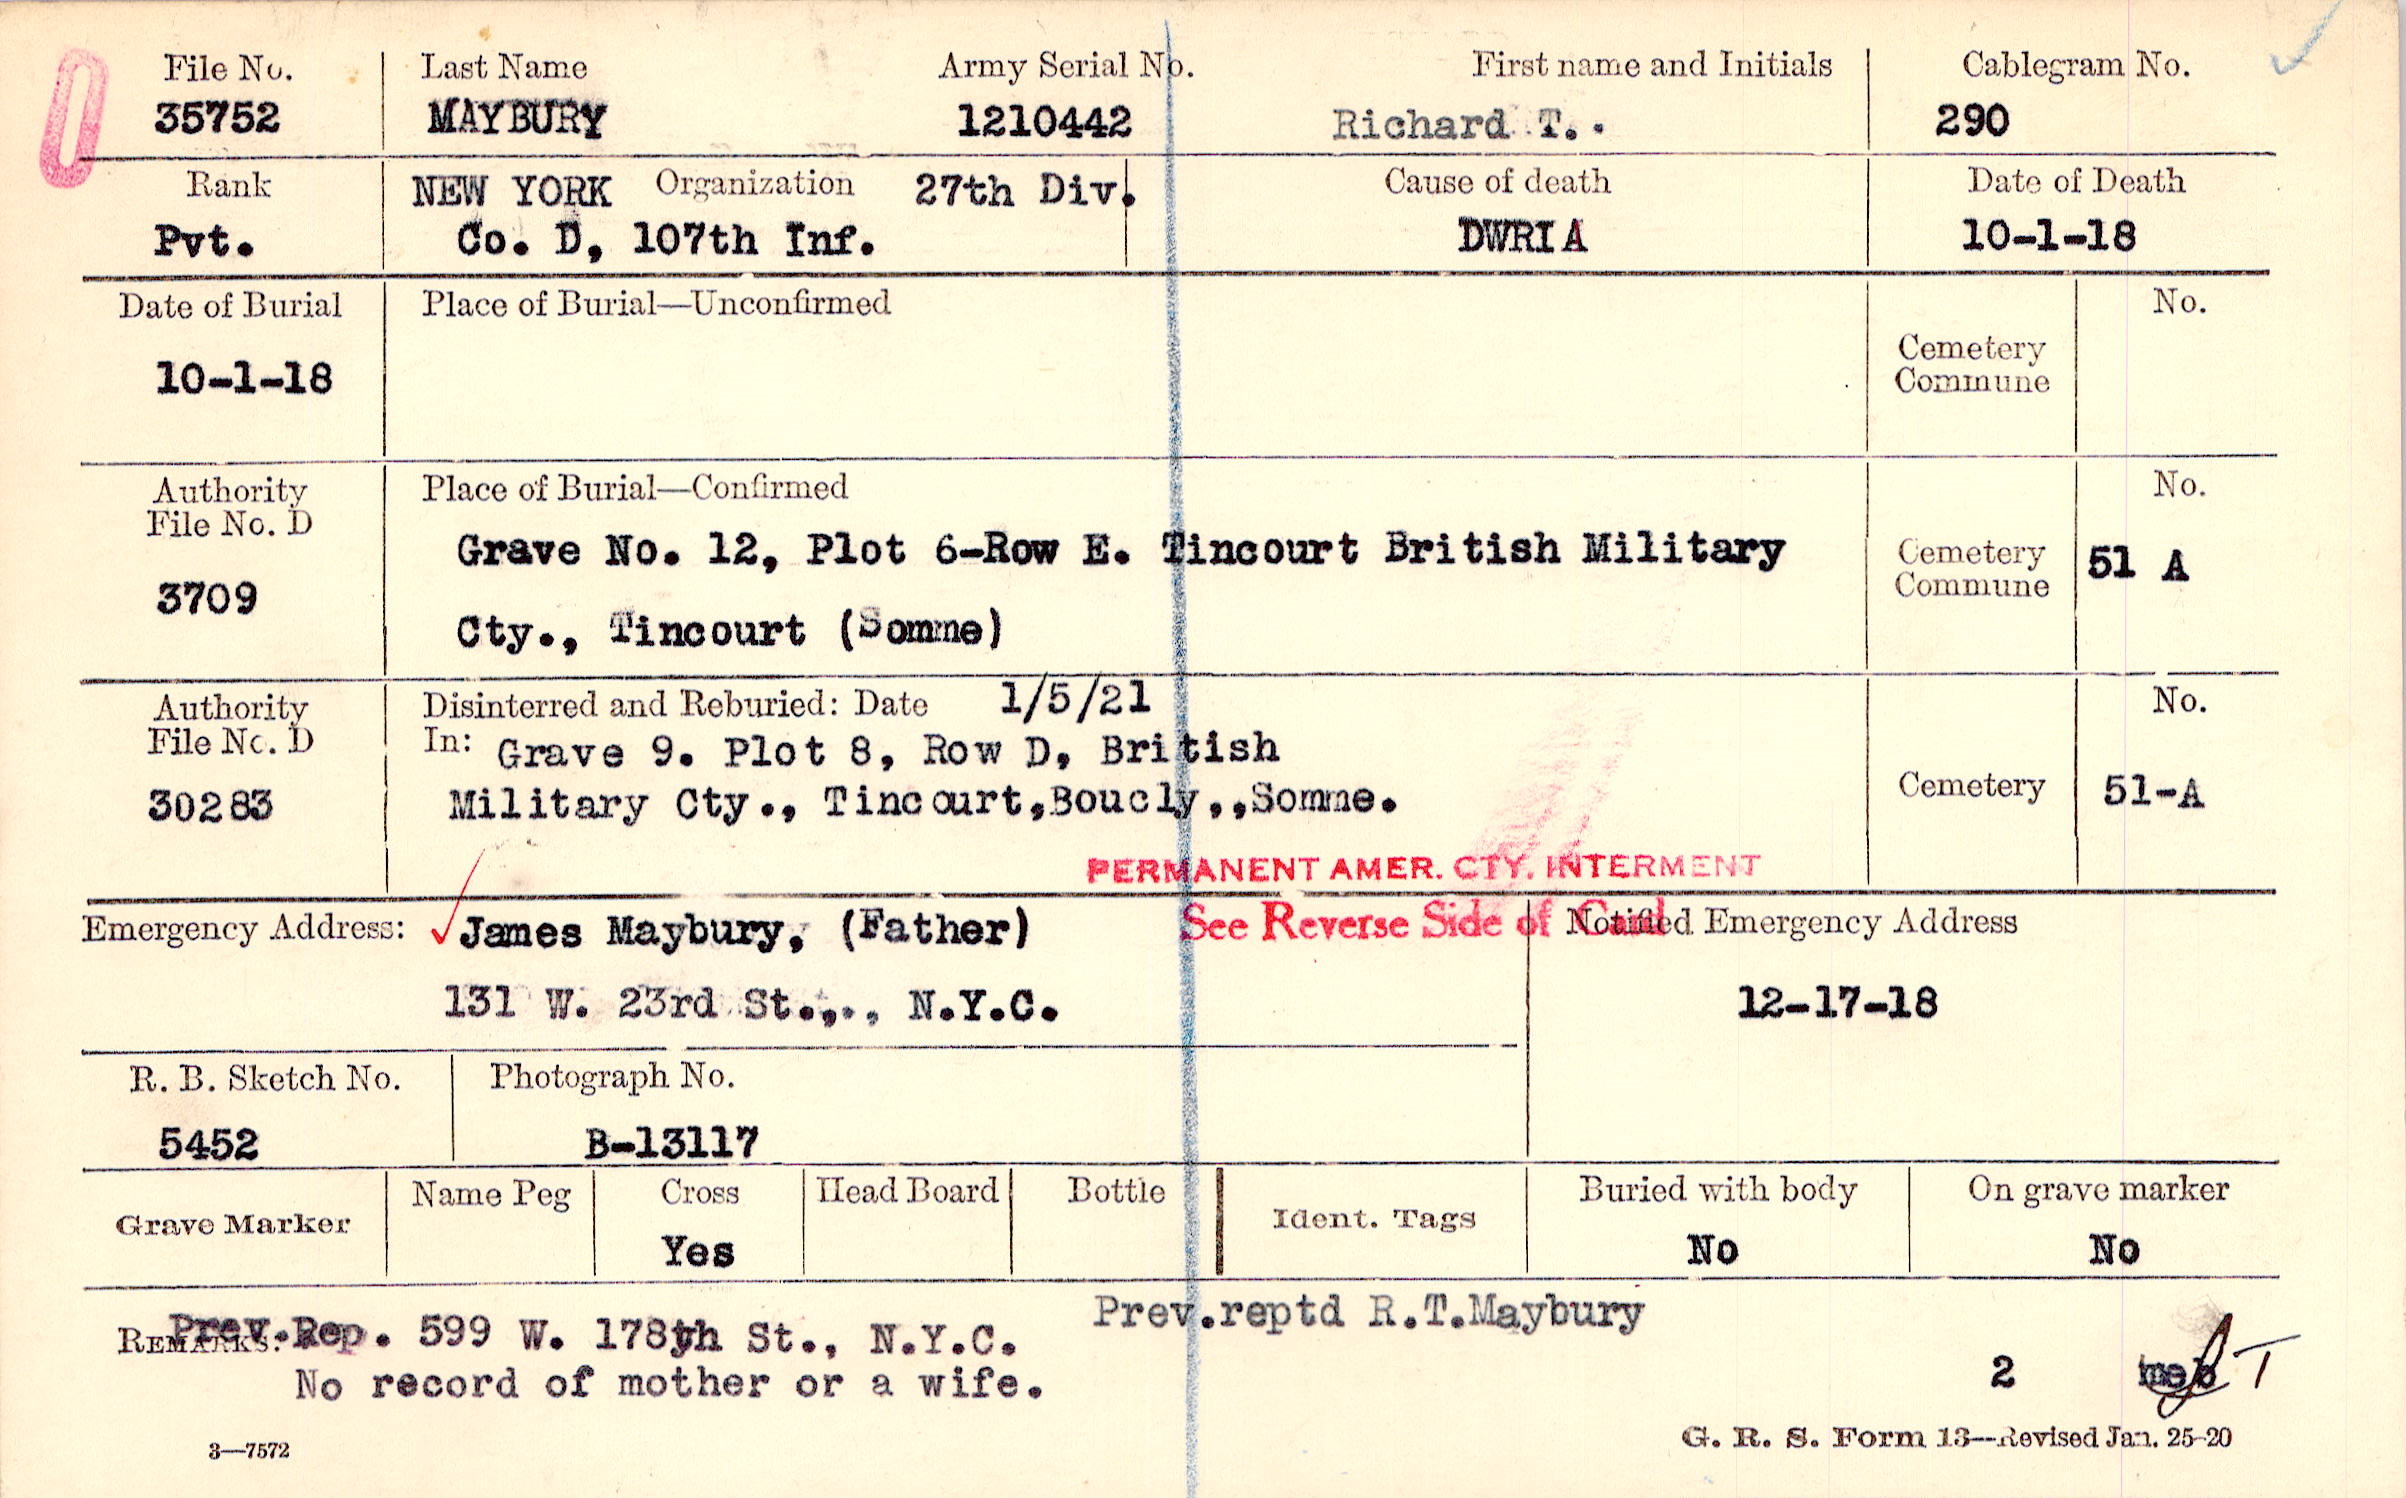 File No. Last Name Army Serial No. First name and Initials Cablegram No.
35752 MAYBURY 1210442 Richard T.. 290
Rank NEW YORK Organization 27th Div. Cause of death Date of Death
Pvt. Co. D, 107th Inf. DWRIA 10-1-18
Date of Burial Place of Burial—Unconfirmed No.
10-1-18 Cemetery
Commune
Authority Place of Burial—Confirmed No.
File No. D
3709 Grave No. 12, Plot 6-Row E. Tincourt British Military Cemetery 51 A
Commune
Cty., Tincourt (Somme)
Authority Disinterred and Reburied: Date 1/5/21 No.
File No. D In: Grave 9. Plot 8, Row D, British
30283 Military Cty., Tincourt,Boucly,,Somme. Cemetery 51-A
PERMANENT AMER. CTY. INTERMENT
Emergency Address: James Maybury, (Father) See Reverse Side of Card Notified Emergency Address
131 W. 23rd St.,., N.Y.C. 12-17-18
R. B. Sketch No. Photograph No.
5452 B-13117
Grave Marker Name Peg Cross Head Board Bottle Ident. Tags Buried with body On grave marker
Yes No No
REMARKS: Prev.Rep. 599 W. 178yh St., N.Y.C. Prev.reptd R.T.Maybury
No record of mother or a wife. 2
3—7572 G. R. S. Form 13—Revised Jan. 25-20